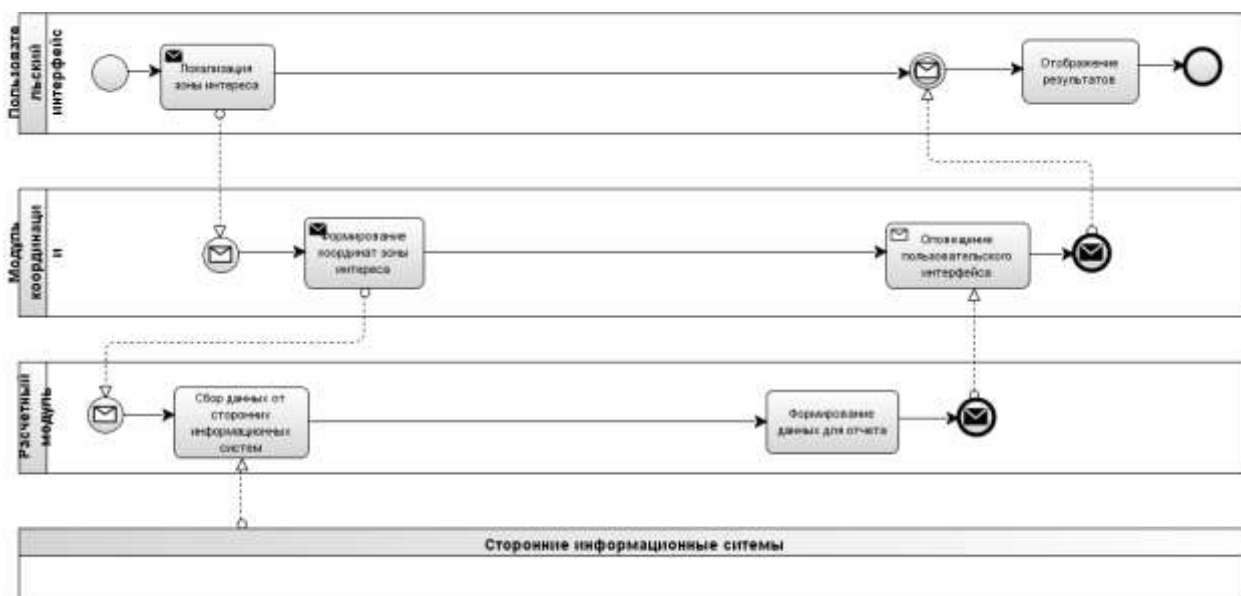 Пользовате
льский
интерфейс
Локализация
зоны интереса
Отображение
результатов
Модуль
координаци
и
Формирование
координат зоны
интереса
Оповещение
пользовательского
интерфейса
Расчетный
модуль
Сбор данных от
сторонних
информационных
систем
Формирование
данных для отчета
Сторонние информационные ситемы